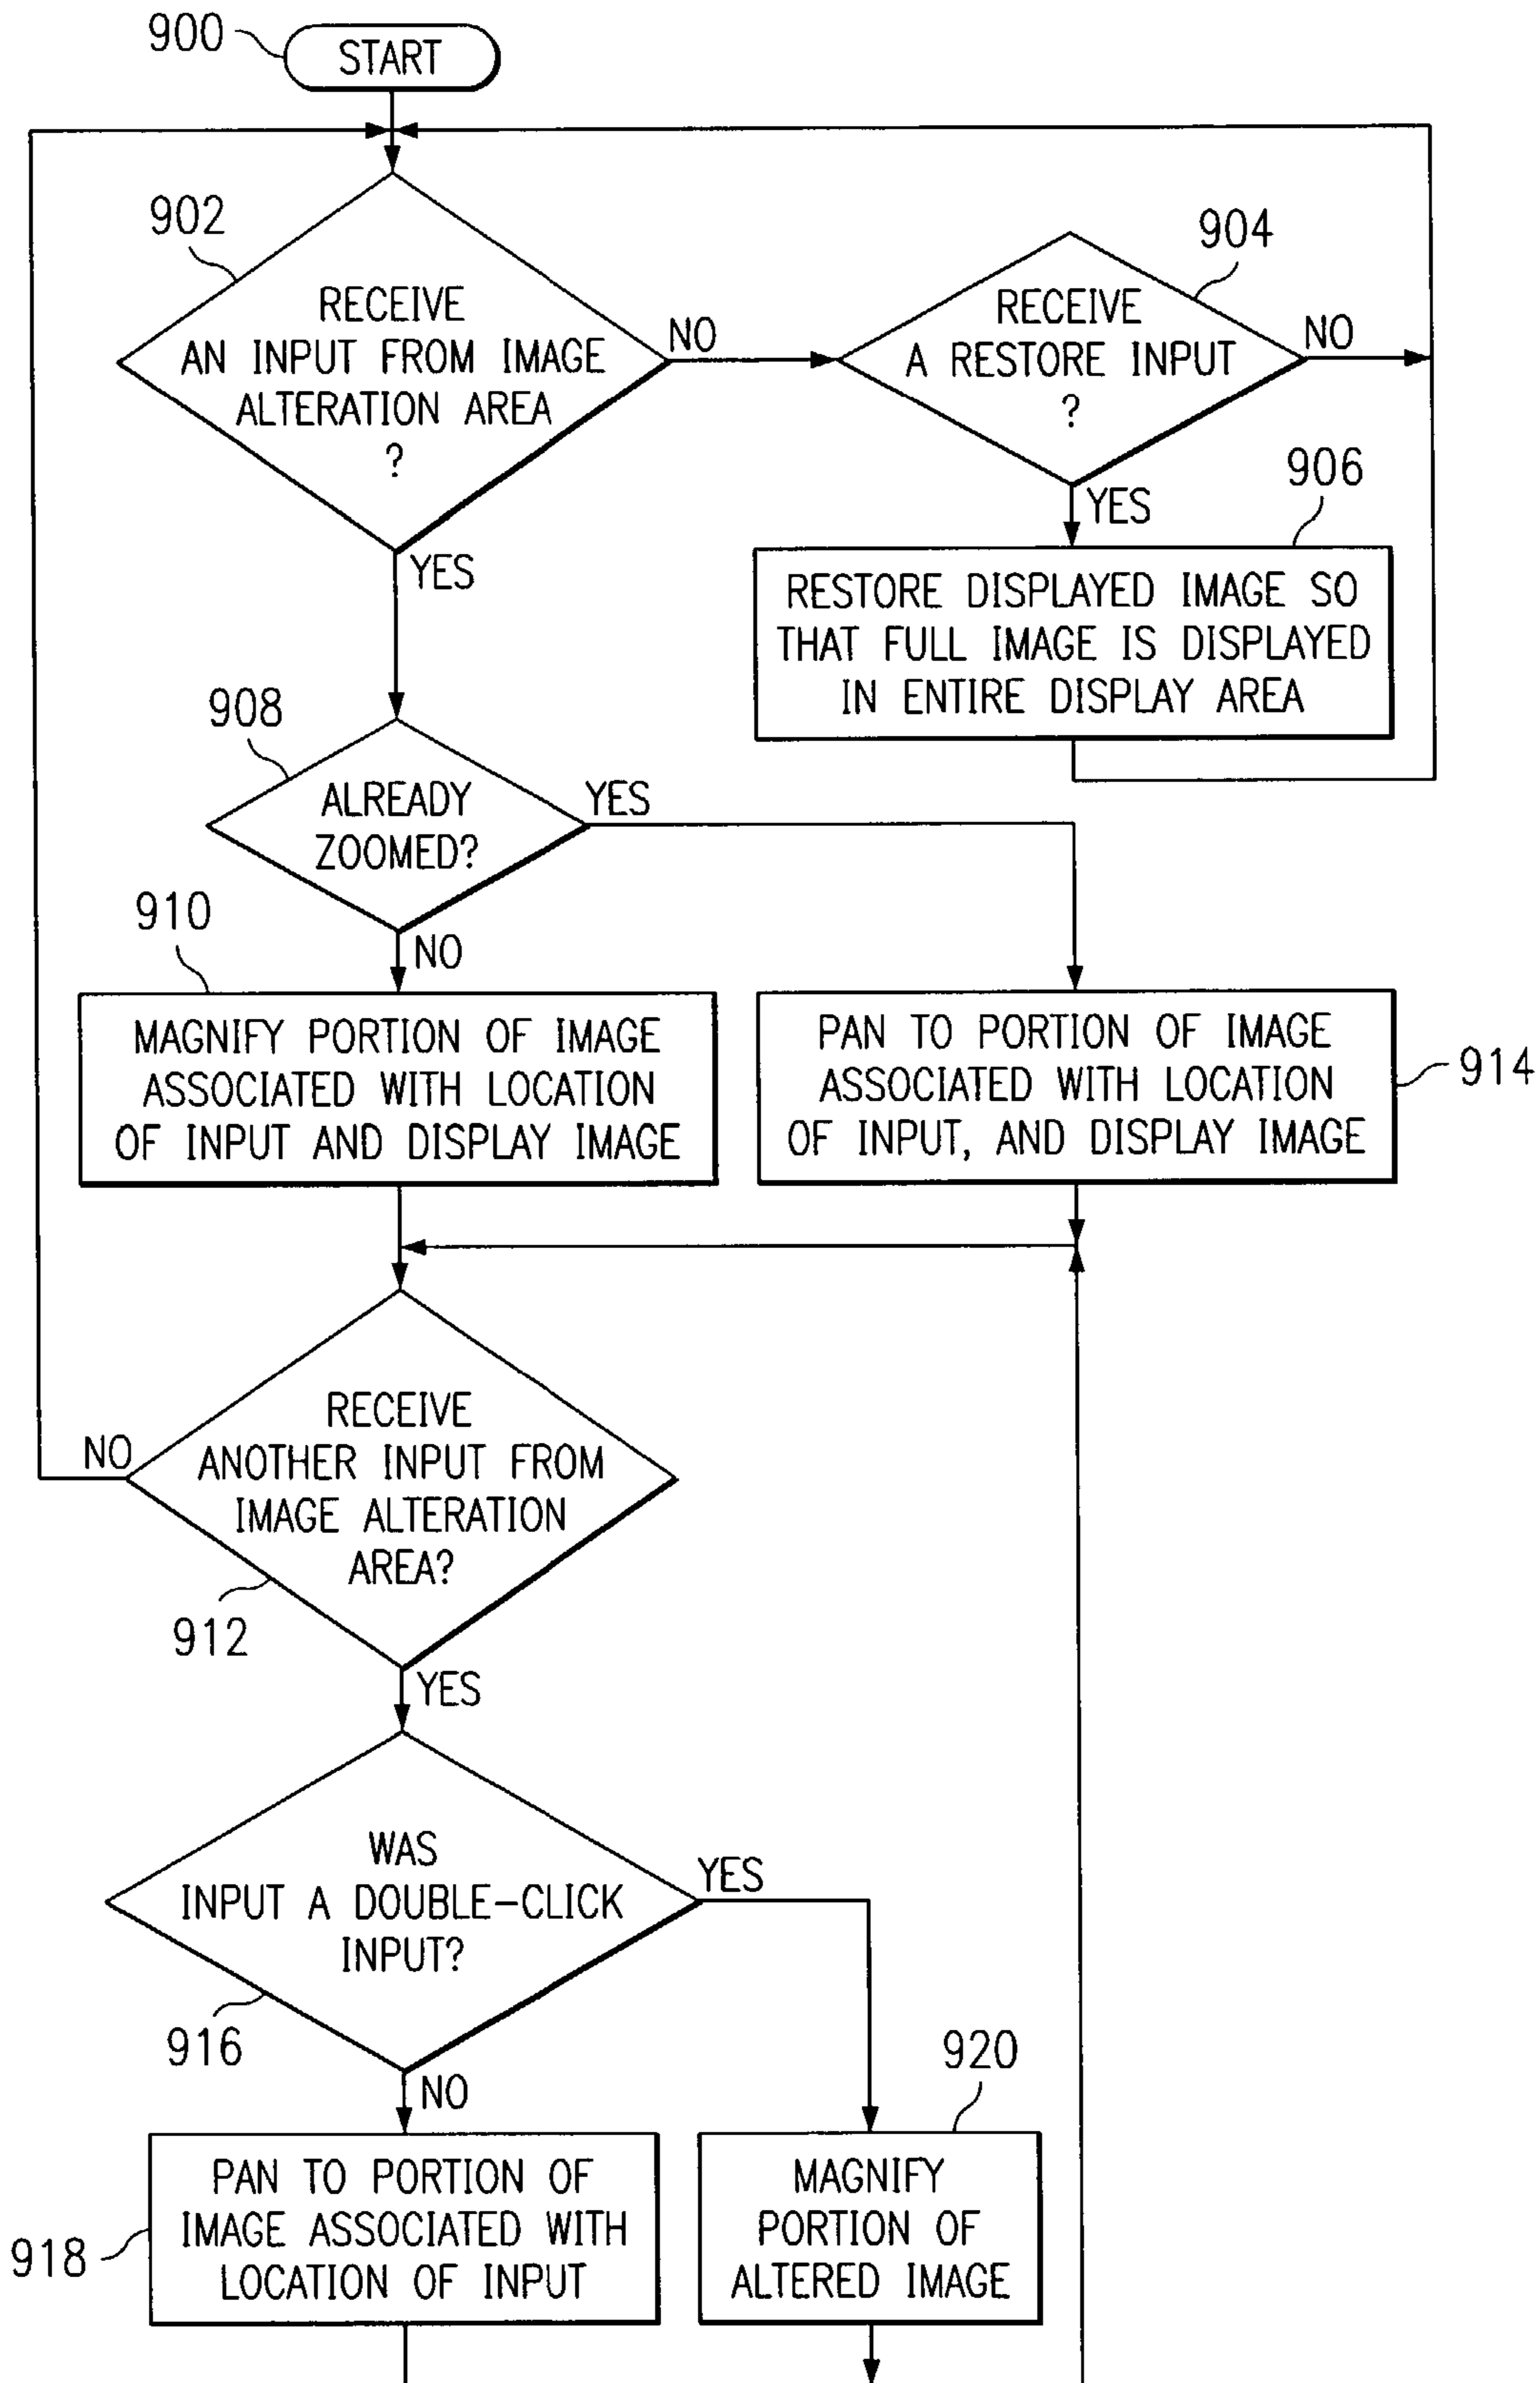 900
START
902
RECEIVE
AN INPUT FROM IMAGE
ALTERATION AREA
?
NO
YES
904
RECEIVE
A RESTORE INPUT
?
NO
YES
906
RESTORE DISPLAYED IMAGE SO
THAT FULL IMAGE IS DISPLAYED
IN ENTIRE DISPLAY AREA
908
ALREADY
ZOOMED?
YES
NO
910
MAGNIFY PORTION OF IMAGE
ASSOCIATED WITH LOCATION
OF INPUT AND DISPLAY IMAGE
PAN TO PORTION OF IMAGE
ASSOCIATED WITH LOCATION
OF INPUT, AND DISPLAY IMAGE
914
NO
RECEIVE
ANOTHER INPUT FROM
IMAGE ALTERATION
AREA?
912
YES
WAS
INPUT A DOUBLE-CLICK
INPUT?
YES
916
NO
920
PAN TO PORTION OF
IMAGE ASSOCIATED WITH
LOCATION OF INPUT
918
MAGNIFY
PORTION OF
ALTERED IMAGE